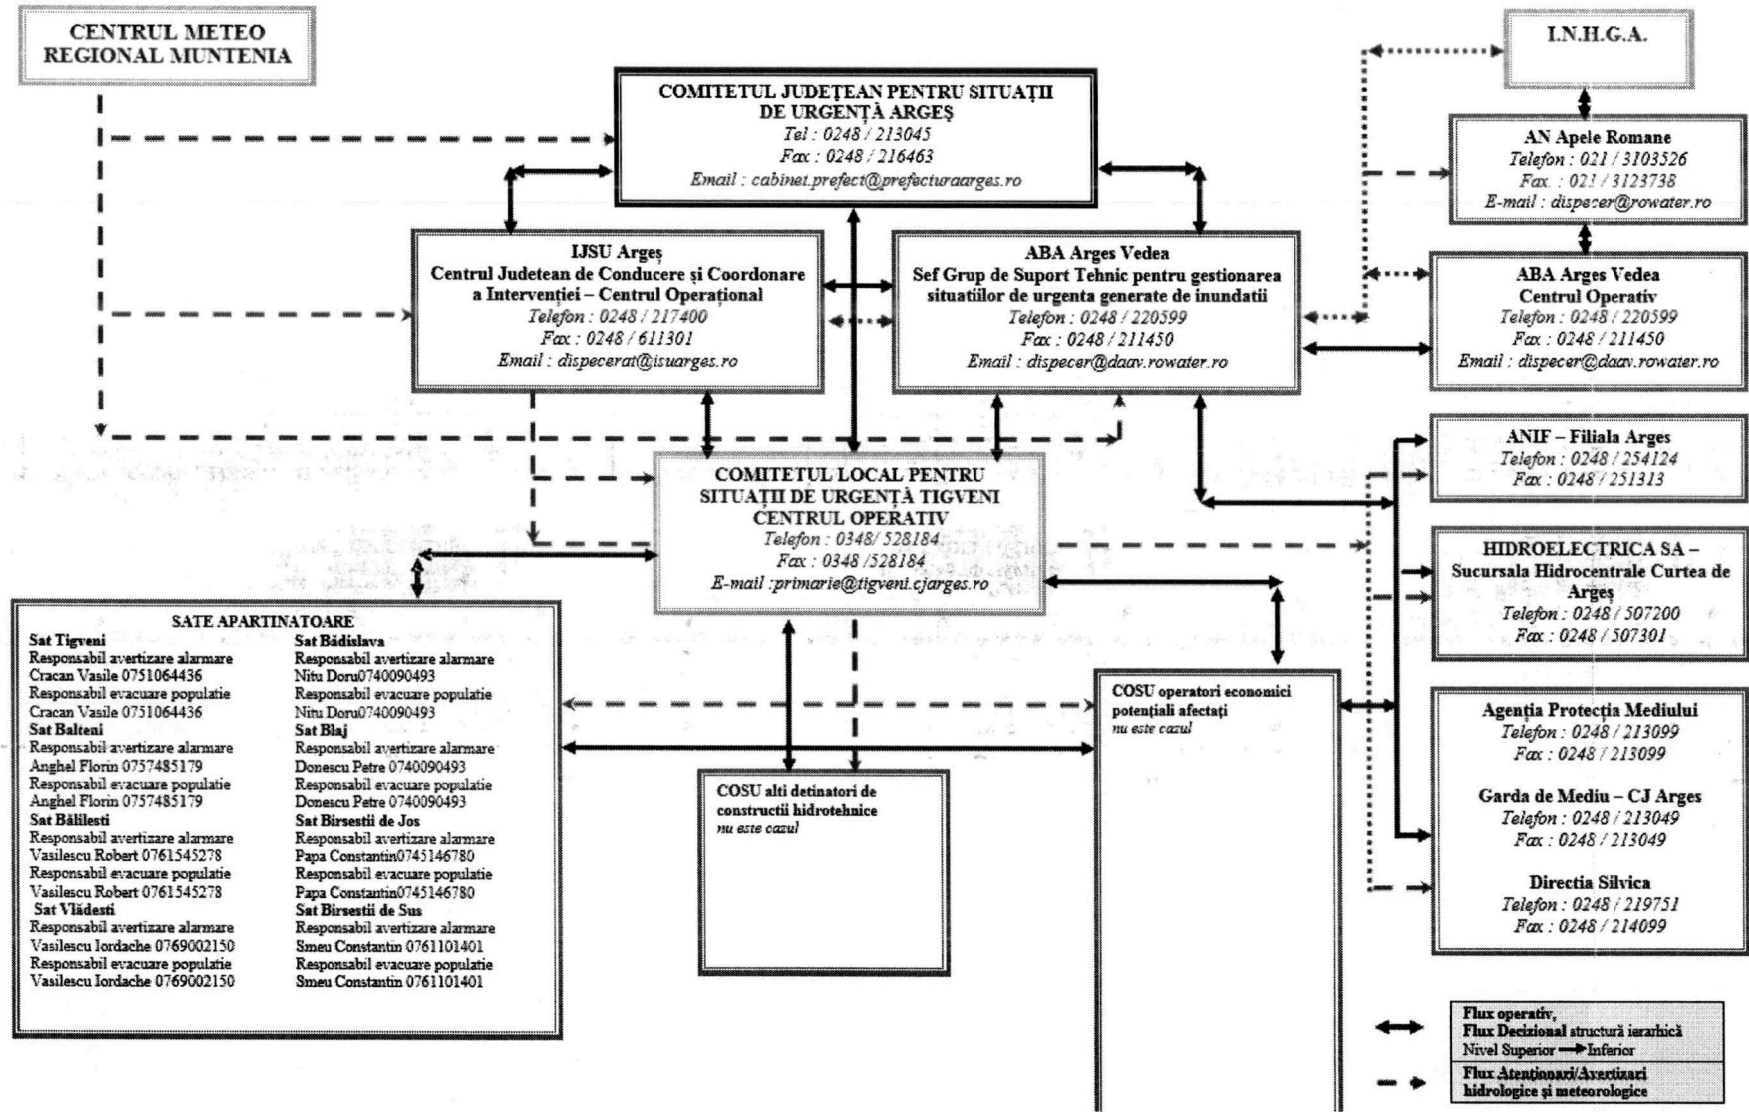 CENTRUL METEO
REGIONAL MUNTENIA
I.N.H.G.A.
COMITETUL JUDEȚEAN PENTRU SITUAȚII
DE URGENȚĂ ARGEȘ
Tel : 0248 / 213045
Fax : 0248 / 216463
Email : cabinet.prefect@prefecturaarges.ro
AN Apele Romane
Telefon : 021 / 3103526
Fax. : 021 / 3123738
E-mail : dispecer@rowater.ro
IJSU Argeș
Centrul Judetean de Conducere și Coordonare
a Intervenției – Centrul Operațional
Telefon : 0248 / 217400
Fax : 0248 / 611301
Email : dispecerat@isuarges.ro
ABA Arges Vedea
Sef Grup de Suport Tehnic pentru gestionarea
situatiilor de urgenta generate de inundatii
Telefon : 0248 / 220599
Fax : 0248 / 211450
Email : dispecer@daav.rowater.ro
ABA Arges Vedea
Centrul Operativ
Telefon : 0248 / 220599
Fax : 0248 / 211450
Email : dispecer@daav.rowater.ro
ANIF – Filiala Arges
Telefon : 0248 / 254124
Fax : 0248 / 251313
COMITETUL LOCAL PENTRU
SITUAȚII DE URGENȚĂ TIGVENI
CENTRUL OPERATIV
Telefon : 0348/ 528184
Fax : 0348 /528184
E-mail :primarie@tigveni.cjarges.ro
HIDROELECTRICA SA –
Sucursala Hidrocentrale Curtea de
Argeș
Telefon : 0248 / 507200
Fax : 0248 / 507301
SATE APARTINATOARE
Sat Tigveni
Responsabil avertizare alarmare
Cracan Vasile 0751064436
Responsabil evacuare populatie
Cracan Vasile 0751064436
Sat Balteni
Responsabil avertizare alarmare
Anghel Florin 0757485179
Responsabil evacuare populatie
Anghel Florin 0757485179
Sat Bălilesti
Responsabil avertizare alarmare
Vasilescu Robert 0761545278
Responsabil evacuare populatie
Vasilescu Robert 0761545278
Sat Vlădesti
Responsabil avertizare alarmare
Vasilescu Iordache 0769002150
Responsabil evacuare populatie
Vasilescu Iordache 0769002150
Sat Bădislava
Responsabil avertizare alarmare
Nitu Doru0740090493
Responsabil evacuare populatie
Nitu Doru0740090493
Sat Blaj
Responsabil avertizare alarmare
Donescu Petre 0740090493
Responsabil evacuare populatie
Donescu Petre 0740090493
Sat Birsestii de Jos
Responsabil avertizare alarmare
Papa Constantin0745146780
Responsabil evacuare populatie
Papa Constantin0745146780
Sat Birsestii de Sus
Responsabil avertizare alarmare
Smeu Constantin 0761101401
Responsabil evacuare populatie
Smeu Constantin 0761101401
COSU alti detinatori de
constructii hidrotehnice
nu este cazul
COSU operatori economici
potențiali afectați
nu este cazul
Agenția Protecția Mediului
Telefon : 0248 / 213099
Fax : 0248 / 213099
Garda de Mediu – CJ Arges
Telefon : 0248 / 213049
Fax : 0248 / 213049
Directia Silvica
Telefon : 0248 / 219751
Fax : 0248 / 214099
Flux operativ,
Flux Decizional structură ierarhică
Nivel Superior Inferior
Flux Atentionari/Avertizari
hidrologice și meteorologice